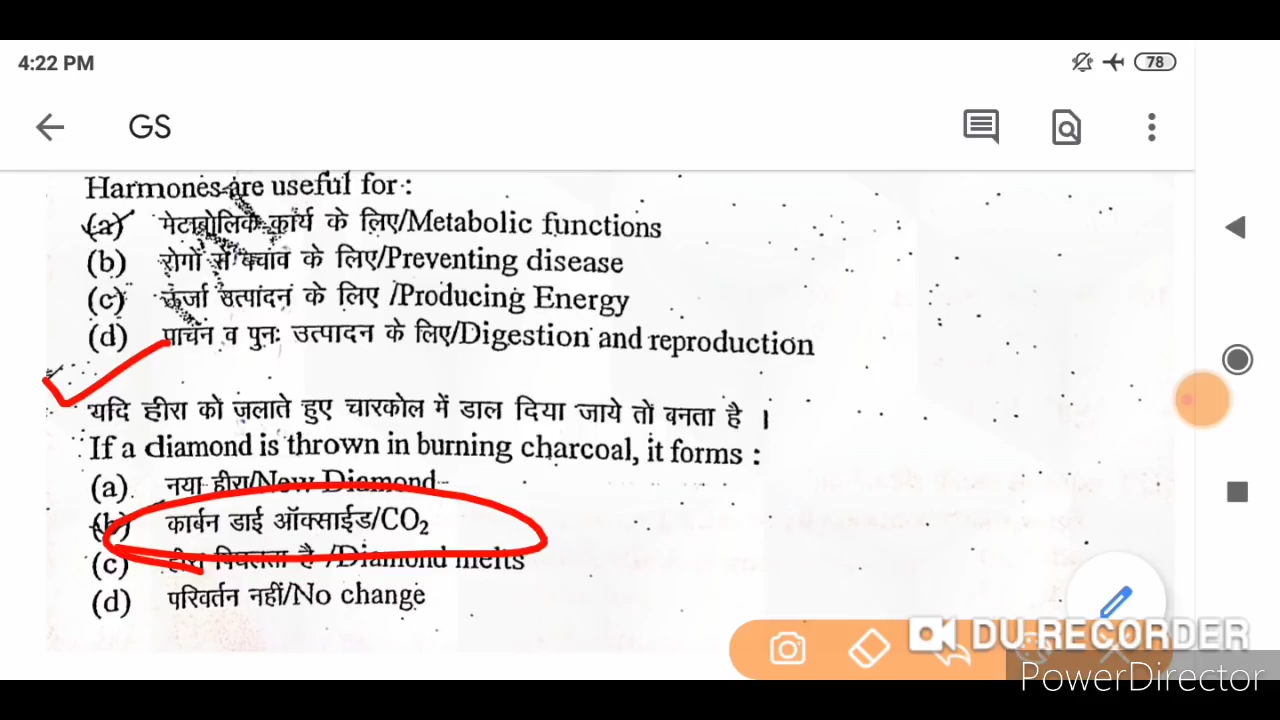 4:22 PM
78
GS
Harmones are useful for :
(a) मेटाबोलिक कार्य के लिए/Metabolic functions
(b) रोगों से बचाव के लिए/Preventing disease
(c) ऊर्जा उत्पादन के लिए /Producing Energy
(d) पाचन व पुनः उत्पादन के लिए/Digestion and reproduction
यदि हीरा को जलाते हुए चारकोल में डाल दिया जाये तो बनता है ।
If a diamond is thrown in burning charcoal, it forms :
(a) नया हीरा/New Diamond
(b) कार्बन डाई ऑक्साईड/CO₂
(c) हीरा पिघलता है /Diamond melts
(d) परिवर्तन नहीं/No change
DU RECORDER
PowerDirector